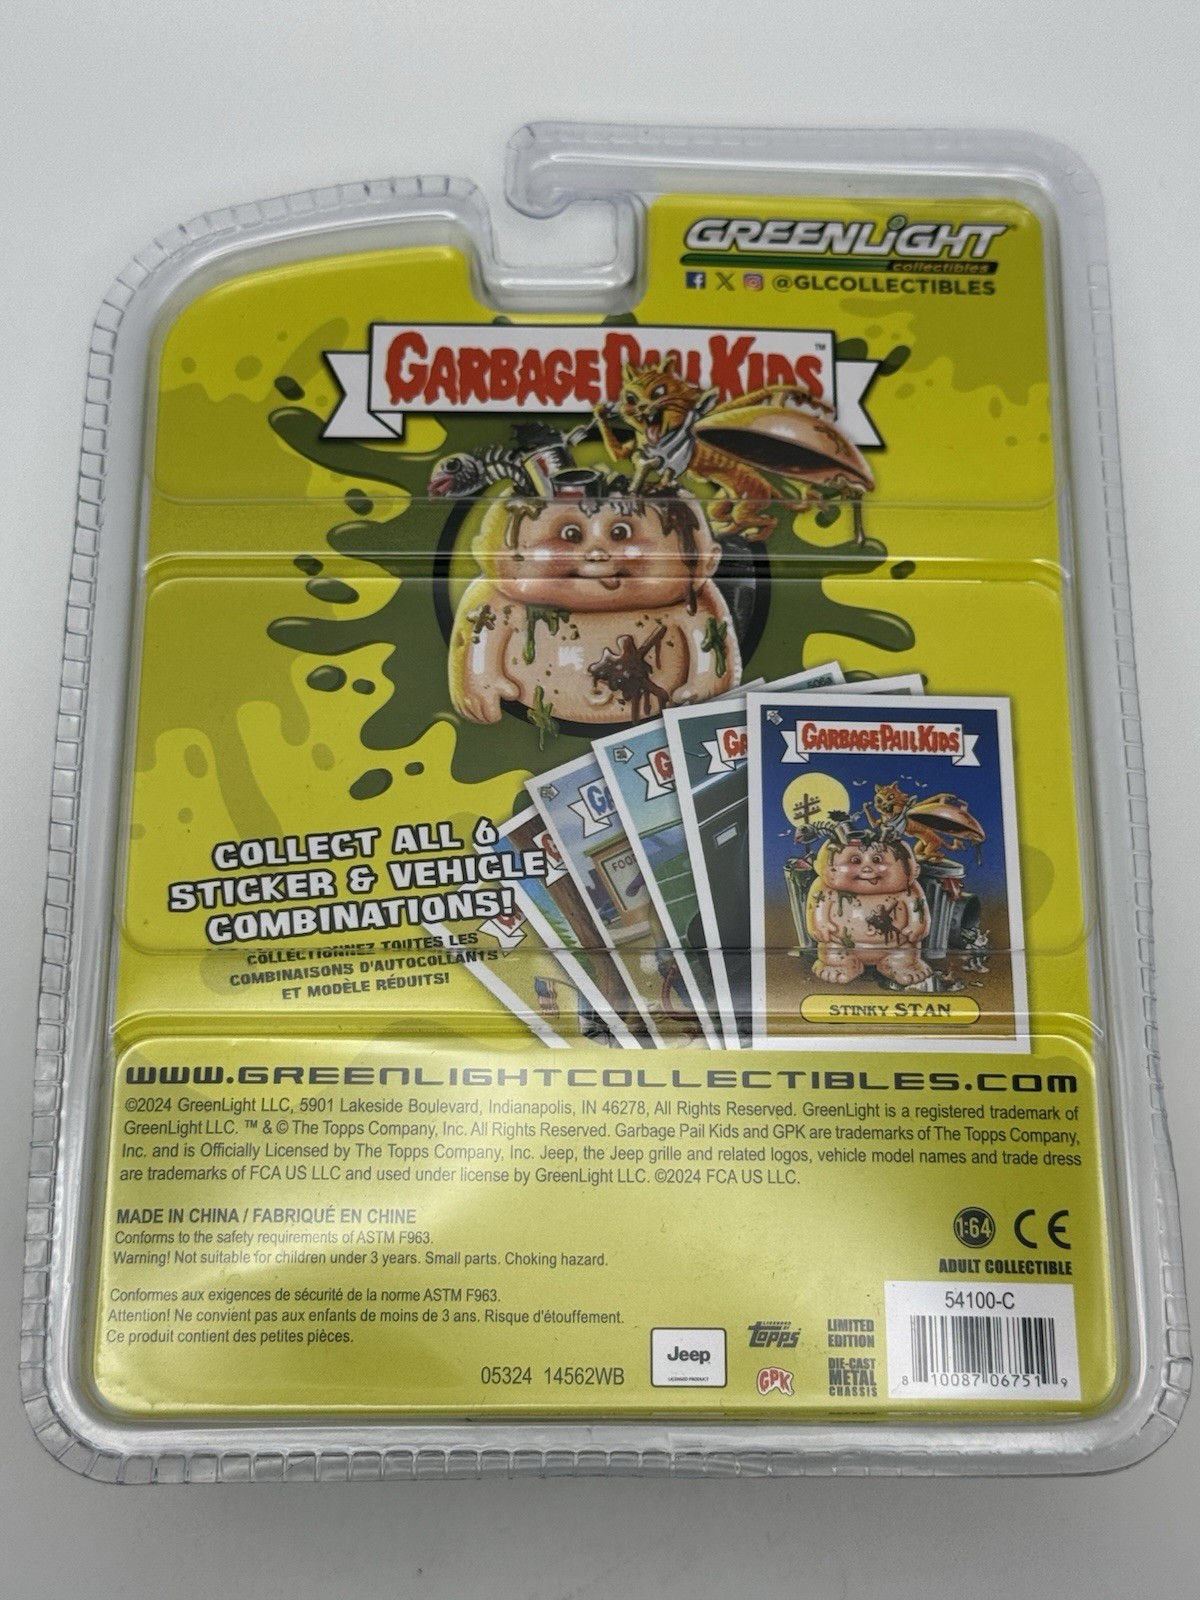 GREENLiGHT
collectibles
@GLCOLLECTIBLES
GARBAGE PAIL KIDS™
GARBAGE PAIL KIDS
COLLECT ALL 6
STICKER & VEHICLE
COMBINATIONS!
COLLECTIONNEZ TOUTES LES
COMBINAISONS D'AUTOCOLLANTS
ET MODÈLE RÉDUITS!
STINKY STAN
WWW.GREENLIGHTCOLLECTIBLES.COM
©2024 GreenLight LLC, 5901 Lakeside Boulevard, Indianapolis, IN 46278, All Rights Reserved. GreenLight is a registered trademark of
GreenLight LLC. ™ & © The Topps Company, Inc. All Rights Reserved. Garbage Pail Kids and GPK are trademarks of The Topps Company,
Inc. and is Officially Licensed by The Topps Company, Inc. Jeep, the Jeep grille and related logos, vehicle model names and trade dress
are trademarks of FCA US LLC and used under license by GreenLight LLC. ©2024 FCA US LLC.
MADE IN CHINA / FABRIQUÉ EN CHINE
Conforms to the safety requirements of ASTM F963.
Warning! Not suitable for children under 3 years. Small parts. Choking hazard.
1:64 CE
ADULT COLLECTIBLE
Conformes aux exigences de sécurité de la norme ASTM F963.
Attention! Ne convient pas aux enfants de moins de 3 ans. Risque d'étouffement.
Ce produit contient des petites pièces.
05324 14562WB
Jeep
LICENSED PRODUCT
LICENSED BY
Topps
GPK
LIMITED
EDITION
DIE-CAST
METAL
CHASSIS
54100-C
8 10087 06751 9